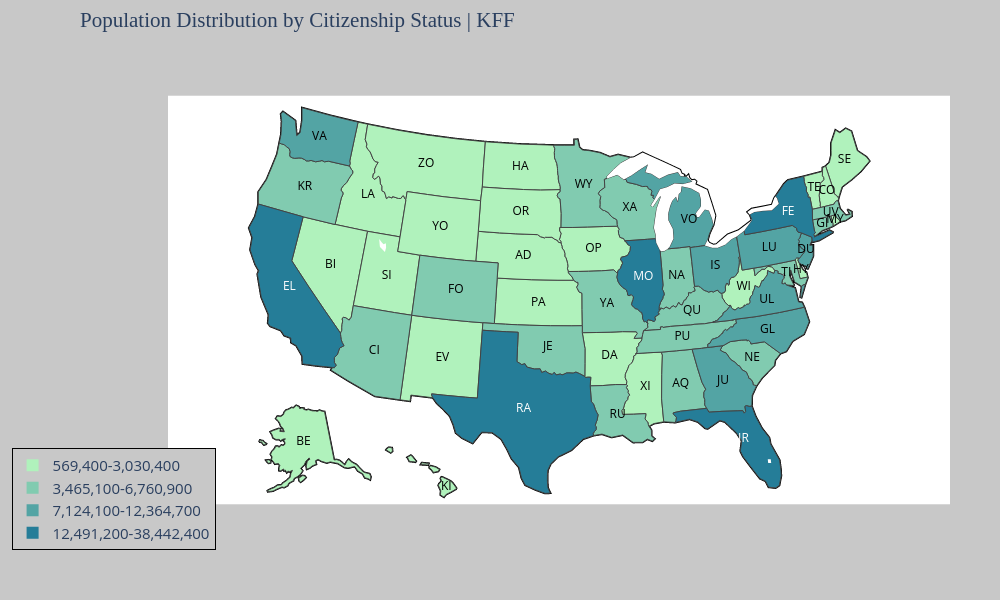 Population Distribution by Citizenship Status | KFF
VA
ZO
HA
SE
KR
LA
WY
TE
CO
XA
VO
FE
OR
YO
UV
MY
AD
OP
LU
DU
BI
SI
IS
MO
NA
EL
FO
WI
PA
YA
UL
QU
GL
PU
CI
EV
JE
DA
NE
XI
AQ
JU
RA
RU
BE
KI
569,400-3,030,400
3,465,100-6,760,900
7,124,100-12,364,700
12,491,200-38,442,400